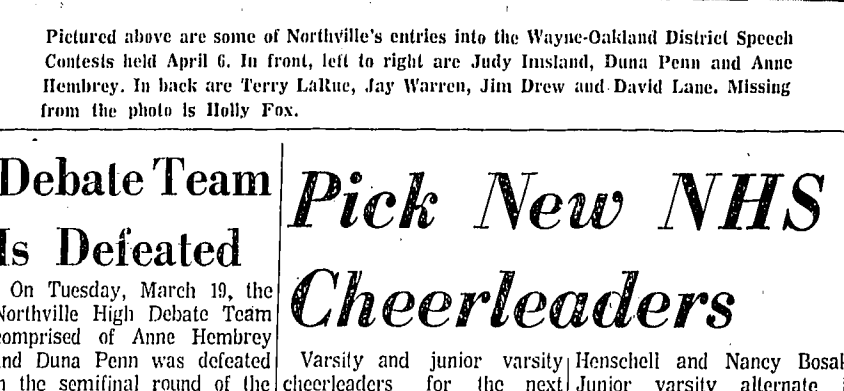 Pictured above are some of Northville's entries into the Wayne-Oakland District Speech
Contests held April 6. In front, left to right are Judy Imsland, Duna Penn and Anne
Hembrey. In back are Terry LaRue, Jay Warren, Jim Drew and David Lane. Missing
from the photo is Holly Fox.
Debate Team
Is Defeated
On Tuesday, March 19, the
Northville High Debate Team
comprised of Anne Hembrey
and Duna Penn was defeated
in the semifinal round of the
Pick New NHS
Cheerleaders
Varsity and junior varsity
cheerleaders for the next
Henschell and Nancy Bosak
Junior varsity alternate